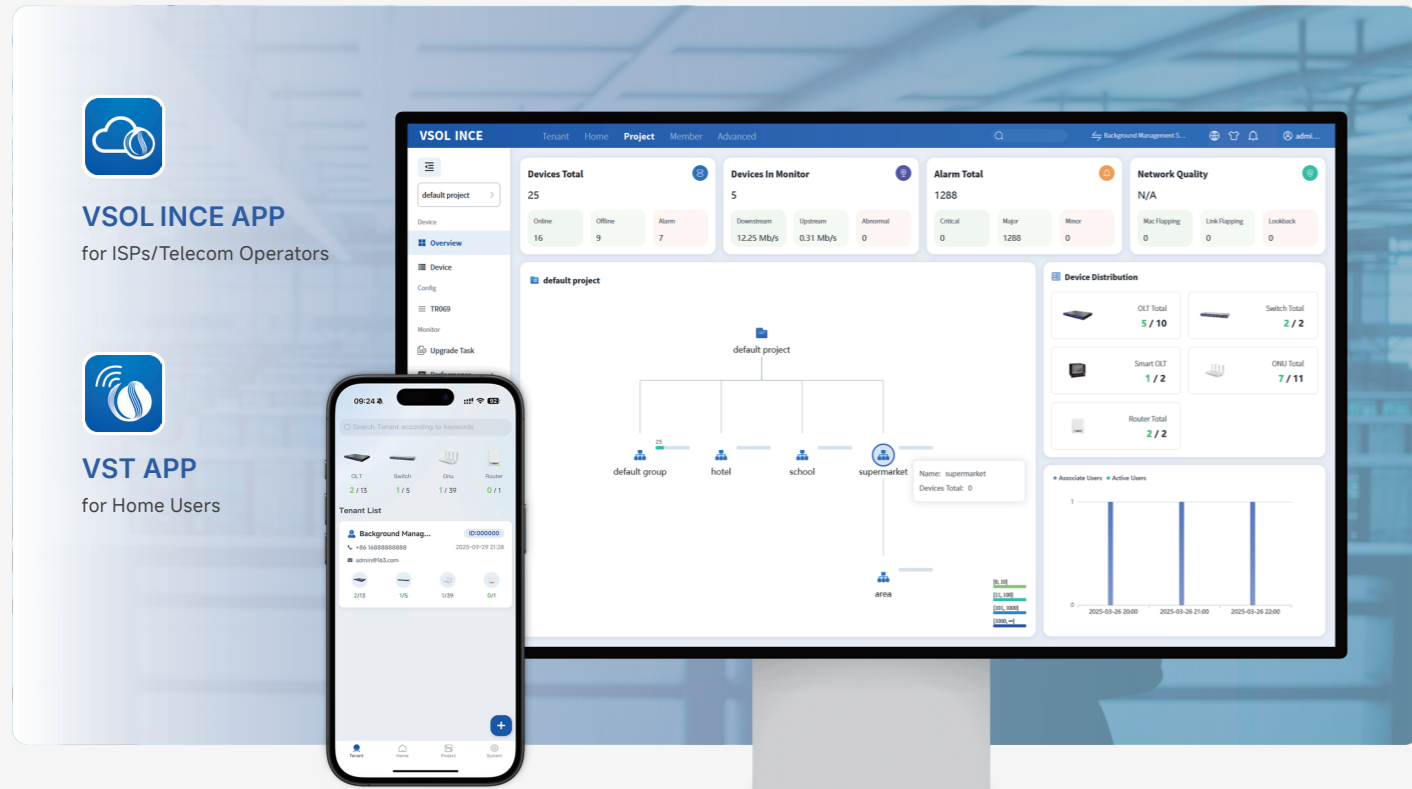 VSOL INCE APP
for ISPs/Telecom Operators
VST APP
for Home Users
VSOL INCE
Tenant Home Project Member Advanced
Background Management S...
admi...
default project
Device
Overview
Device
Config
TR069
Monitor
Upgrade Task
Devices Total
25
Online Offline Alarm
16 9 7
Devices In Monitor
5
Downstream Upstream Abnormal
12.25 Mb/s 0.31 Mb/s 0
Alarm Total
1288
Critical Major Minor
0 1288 0
Network Quality
N/A
Mac Flapping Link Flapping Lookback
0 0 0
default project
default project
25
default group hotel school supermarket
Name: supermarket
Devices Total: 0
area
[0, 10]
[11, 100]
[101, 1000]
[1000, ∞]
Device Distribution
OLT Total
5 / 10
Switch Total
2 / 2
Smart OLT
1 / 2
ONU Total
7 / 11
Router Total
2 / 2
Associate Users Active Users
1
0
2025-03-26 20:00 2025-03-26 21:00 2025-03-26 22:00
09:24
92
Search Tenant according to keywords
OLT Switch Onu Router
2 / 13 1 / 5 1 / 39 0 / 1
Tenant List
Background Manag... ID:000000
+86 16888888888 2025-09-29 21:28
admin@163.com
2/13 1/5 1/39 0/1
+
Tenant Home Project System